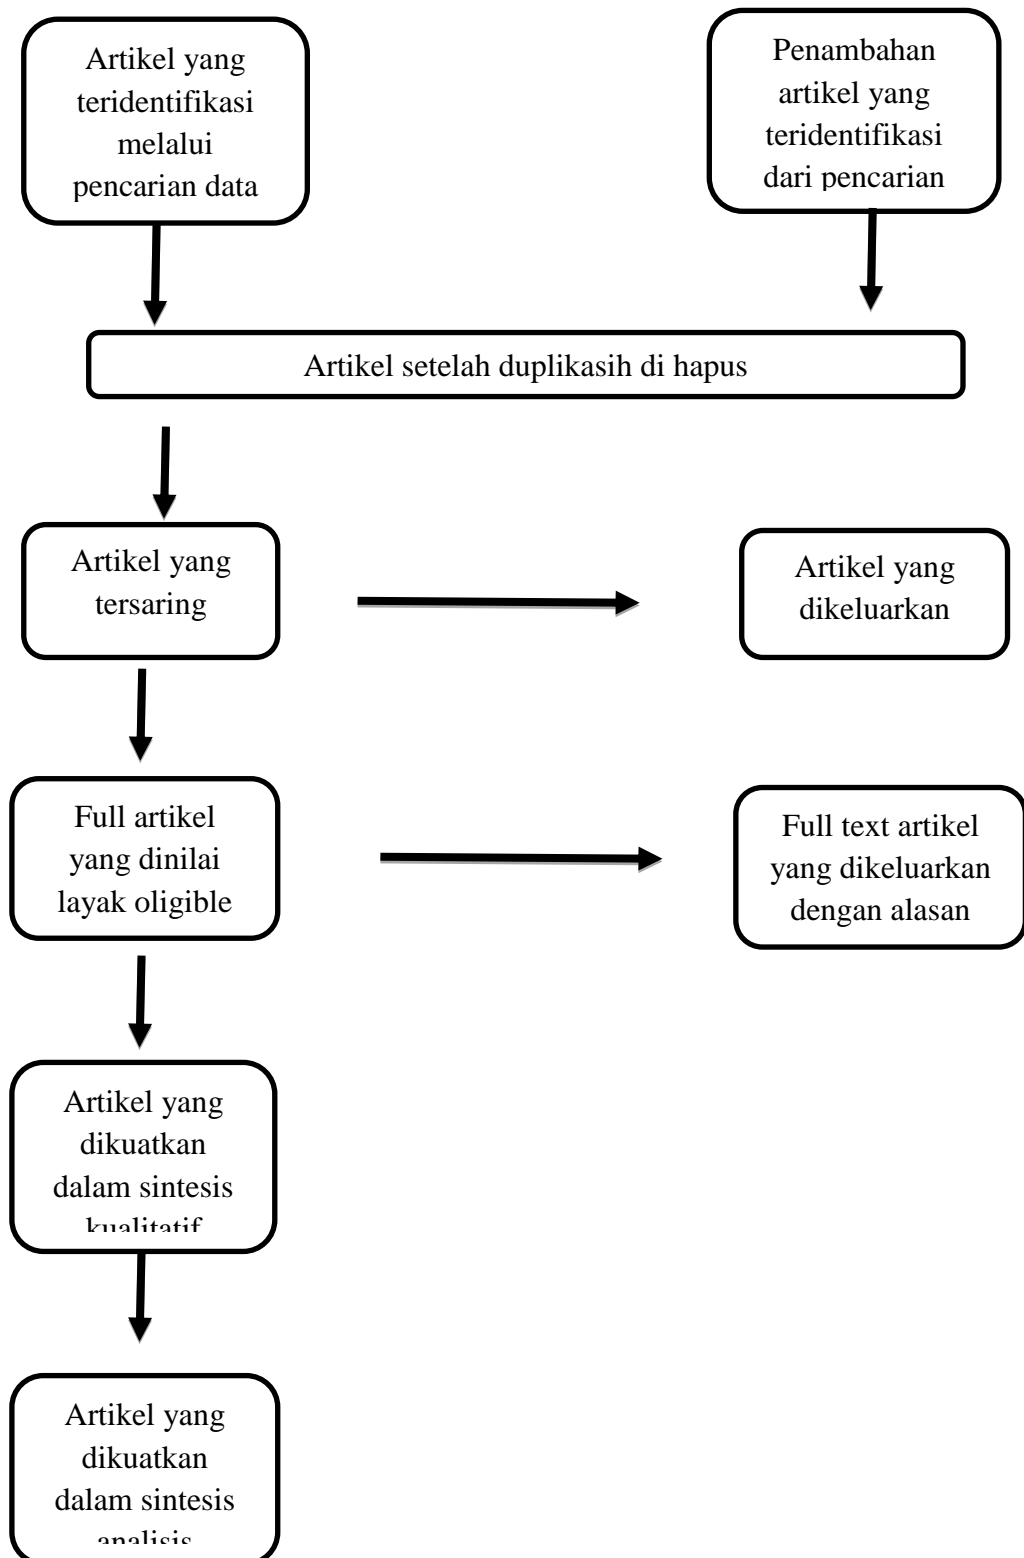 Artikel yang
teridentifikasi
melalui
pencarian data
Penambahan
artikel yang
teridentifikasi
dari pencarian
Artikel setelah duplikasih di hapus
Artikel yang
tersaring
Artikel yang
dikeluarkan
Full artikel
yang dinilai
layak oligible
Full text artikel
yang dikeluarkan
dengan alasan
Artikel yang
dikuatkan
dalam sintesis
kualitatif
Artikel yang
dikuatkan
dalam sintesis
analisis